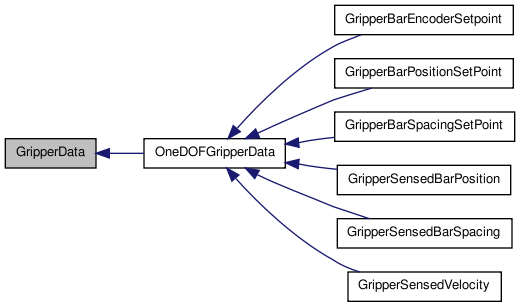 GripperBarEncoderSetpoint
GripperBarPositionSetPoint
GripperBarSpacingSetPoint
GripperData
OneDOFGripperData
GripperSensedBarPosition
GripperSensedBarSpacing
GripperSensedVelocity